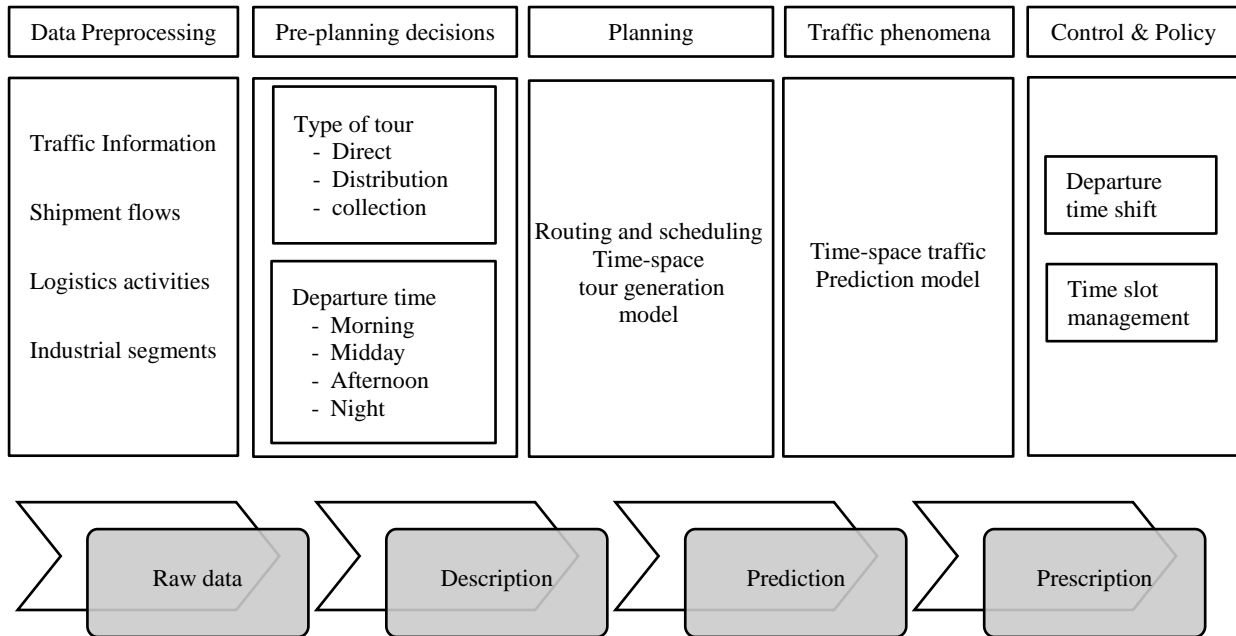 Data Preprocessing
Pre-planning decisions
Planning
Traffic phenomena
Control & Policy
Traffic Information
Shipment flows
Logistics activities
Industrial segments
Type of tour
- Direct
- Distribution
- collection
Departure time
- Morning
- Midday
- Afternoon
- Night
Routing and scheduling
Time-space
tour generation
model
Time-space traffic
Prediction model
Departure
time shift
Time slot
management
Raw data
Description
Prediction
Prescription